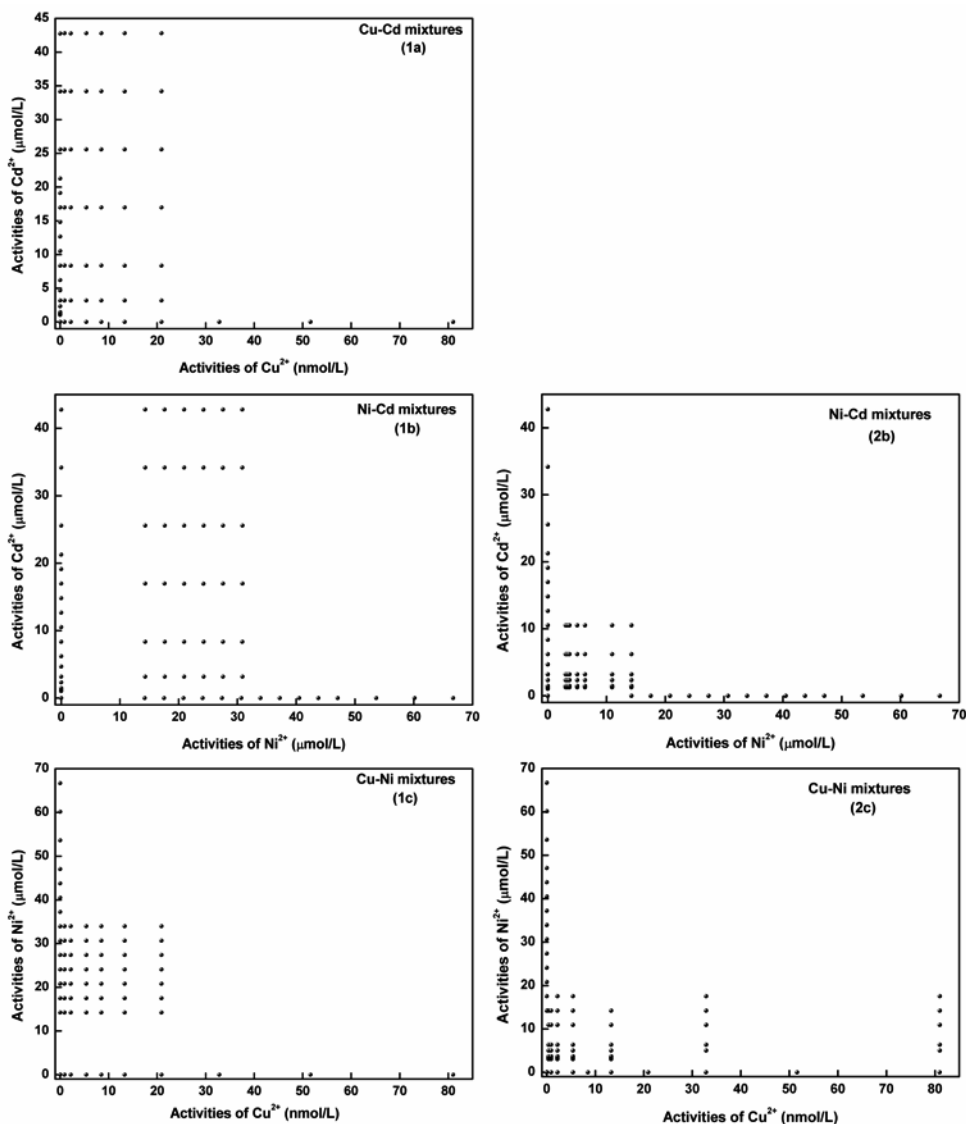 Cu-Cd mixtures
(1a)
45
40
35
30
25
20
15
10
5
0
Activities of Cd²⁺ (μmol/L)
0 10 20 30 40 50 60 70 80
Activities of Cu²⁺ (nmol/L)
Ni-Cd mixtures
(1b)
40
30
20
10
0
Activities of Cd²⁺ (μmol/L)
0 10 20 30 40 50 60 70
Activities of Ni²⁺ (μmol/L)
Ni-Cd mixtures
(2b)
40
30
20
10
0
Activities of Cd²⁺ (μmol/L)
0 10 20 30 40 50 60 70
Activities of Ni²⁺ (μmol/L)
Cu-Ni mixtures
(1c)
70
60
50
40
30
20
10
0
Activities of Ni²⁺ (μmol/L)
0 10 20 30 40 50 60 70 80
Activities of Cu²⁺ (nmol/L)
Cu-Ni mixtures
(2c)
70
60
50
40
30
20
10
0
Activities of Ni²⁺ (μmol/L)
0 10 20 30 40 50 60 70 80
Activities of Cu²⁺ (nmol/L)